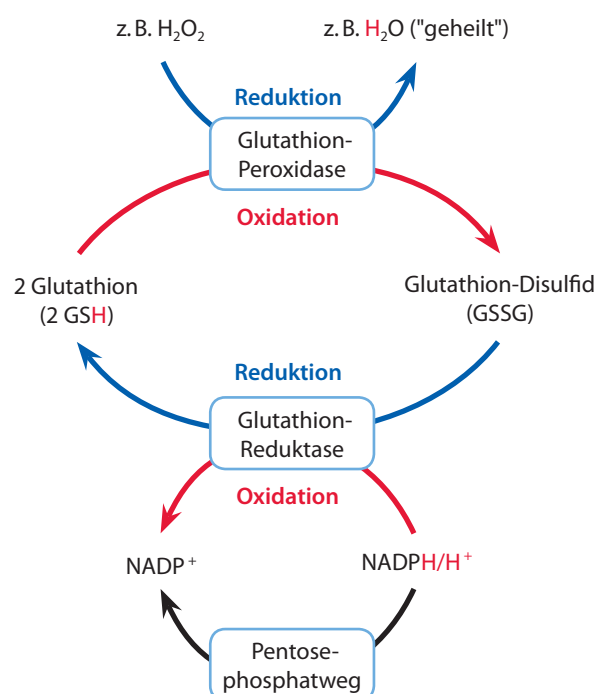 z. B. H₂O₂
z. B. H₂O ("geheilt")
Reduktion
Glutathion-
Peroxidase
Oxidation
2 Glutathion
(2 GSH)
Glutathion-Disulfid
(GSSG)
Reduktion
Glutathion-
Reduktase
Oxidation
NADP⁺
NADPH/H⁺
Pentose-
phosphatweg